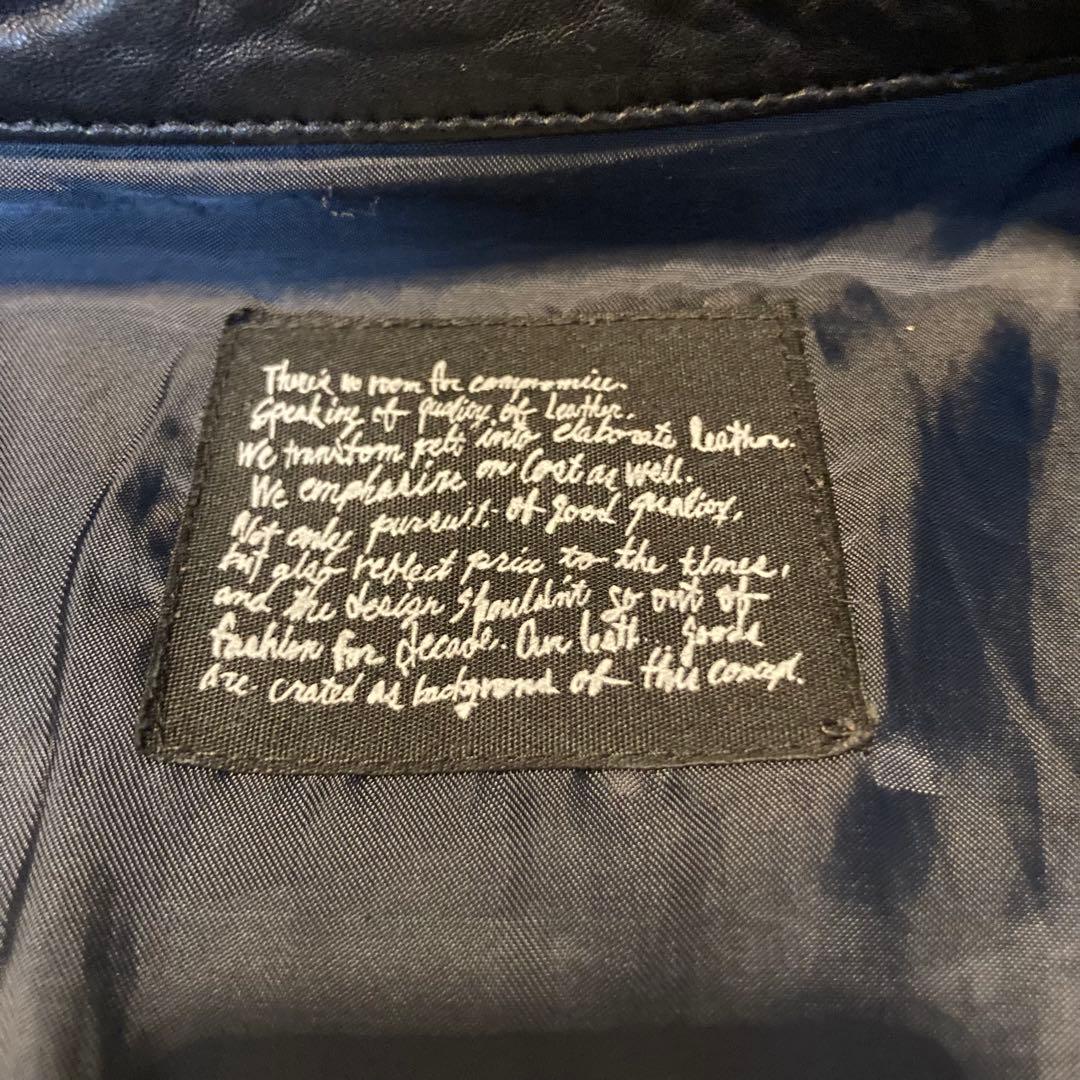 There's no room for compromise.
Speaking of quality of Leather.
We transform pelt into elaborate leather.
We emphasize on Cost as well.
Not only pursuit of good quality,
but also reflect price to the times,
and the design shouldn't go out of
fashion for decade. Our leath... goods
are crated as background of this concept.